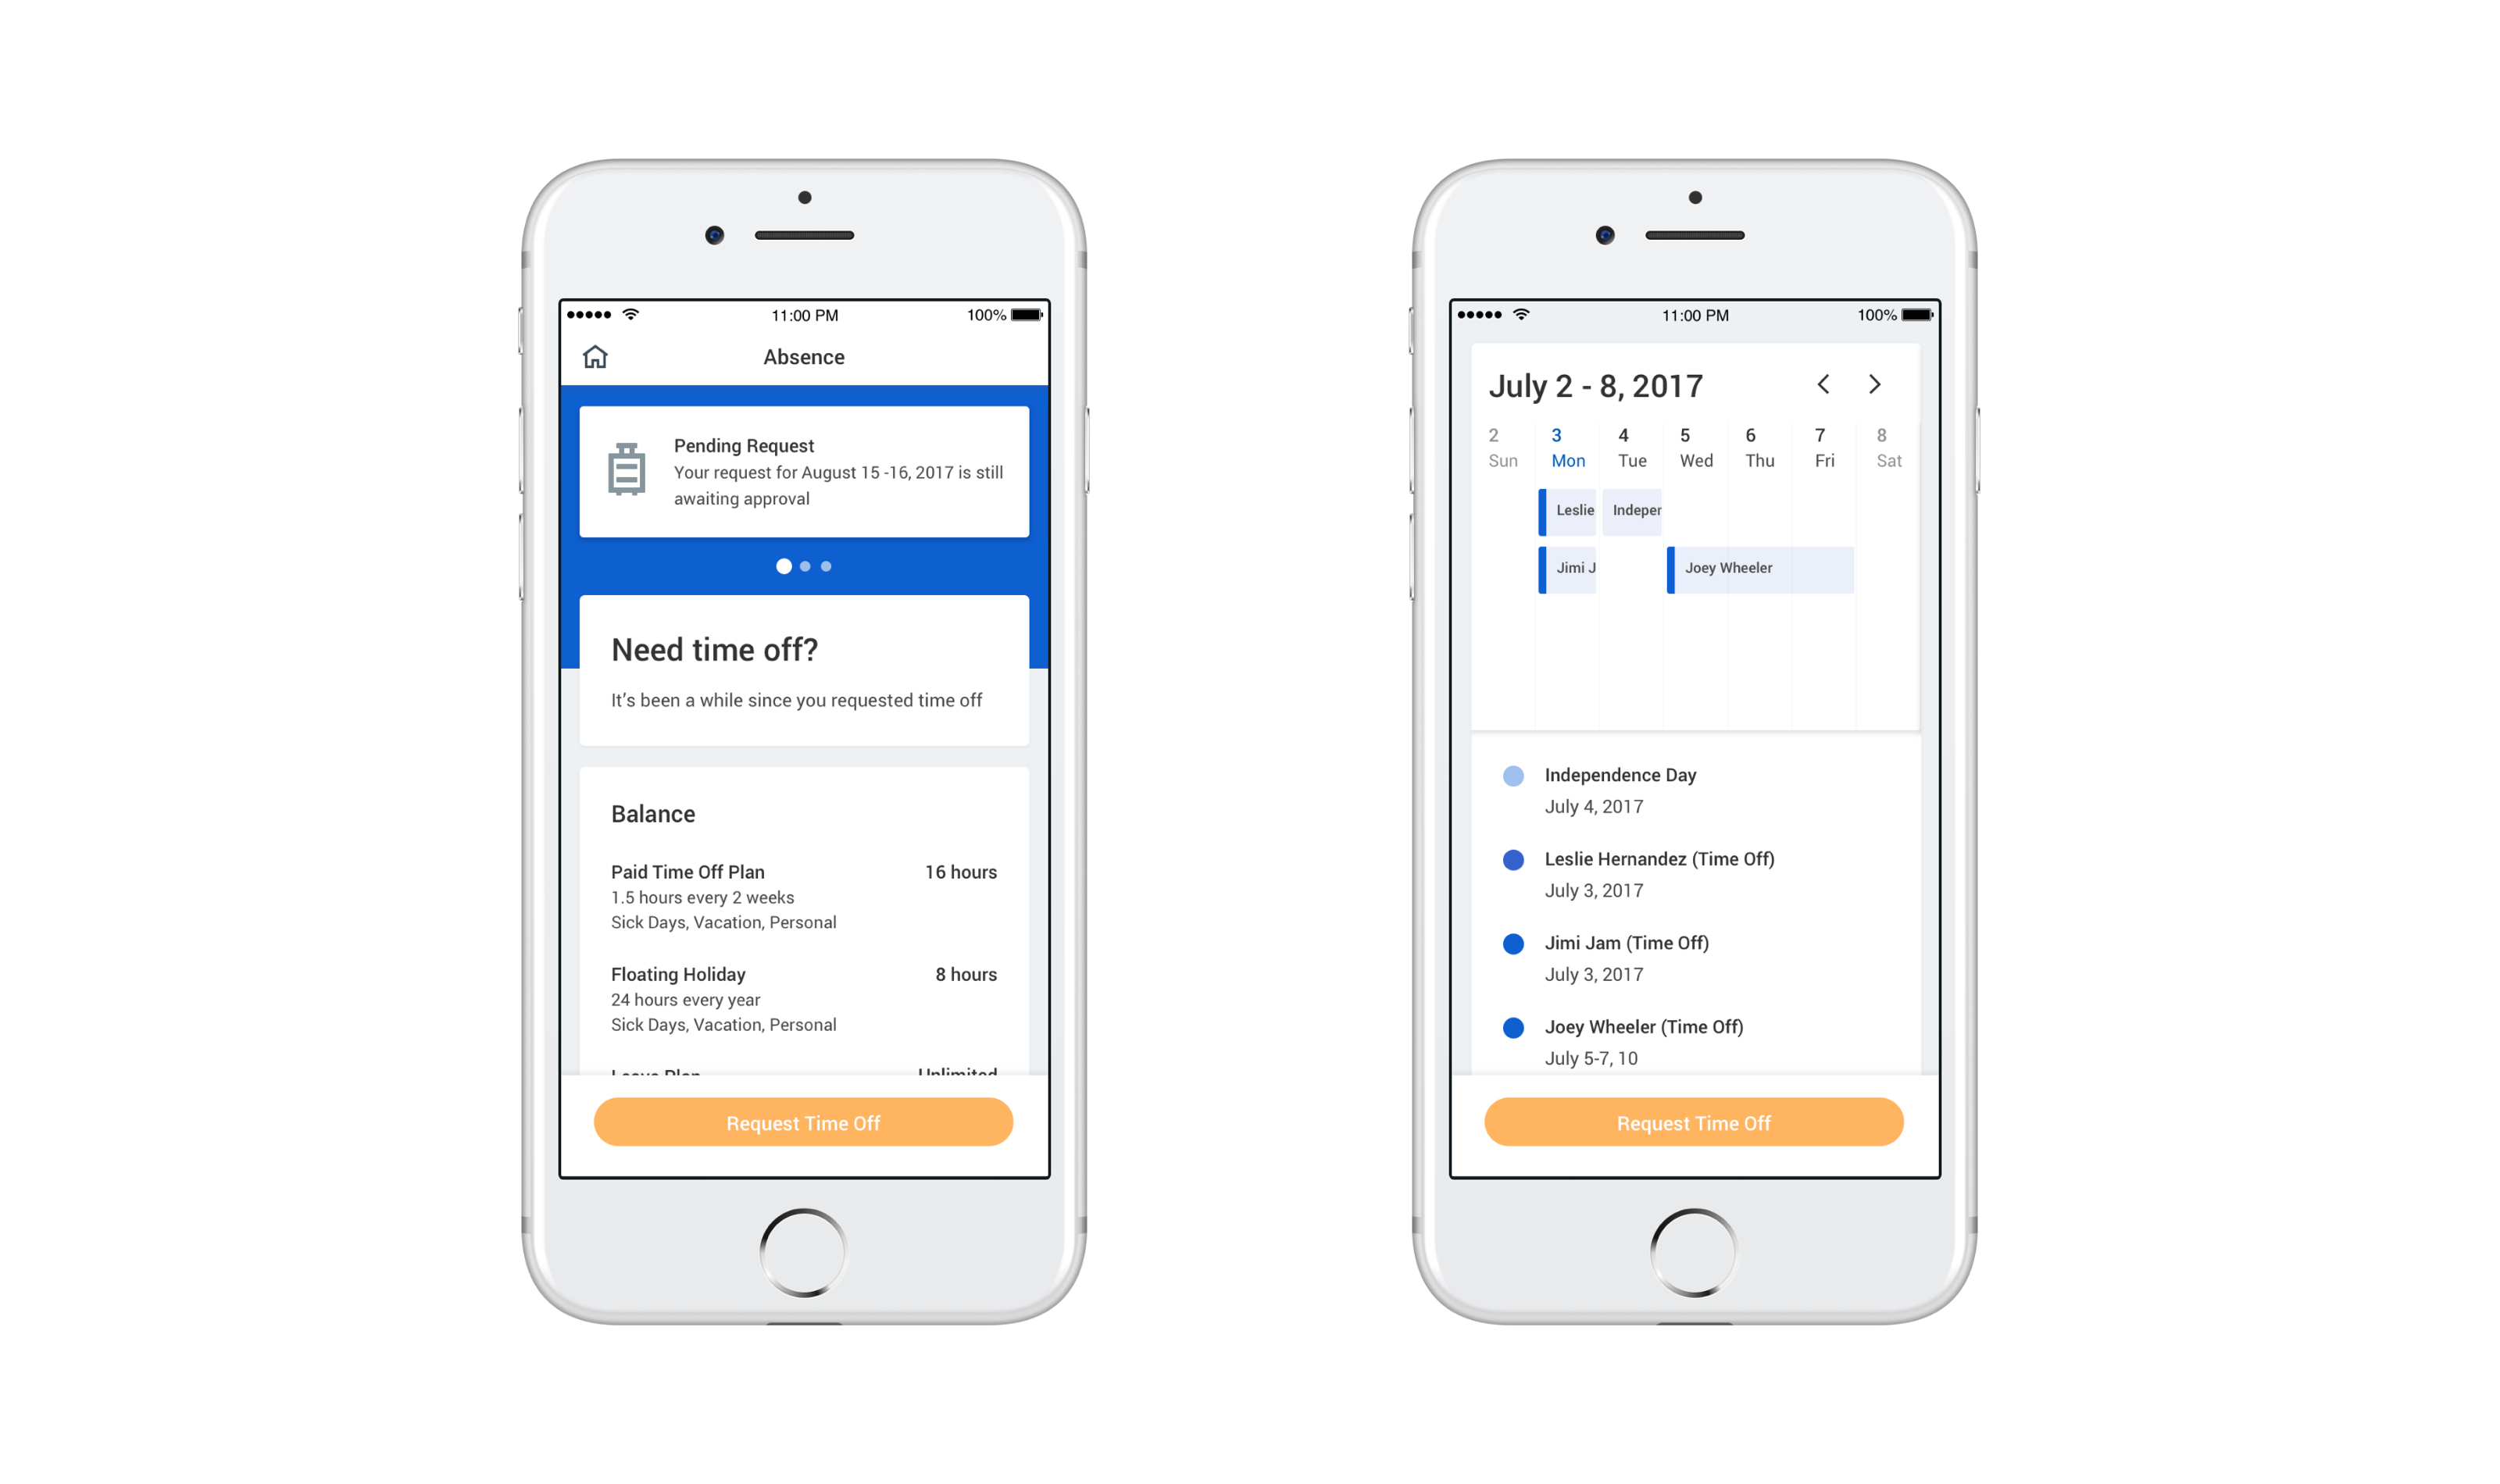 11:00 PM
100%
Absence
Pending Request
Your request for August 15 -16, 2017 is still
awaiting approval
Need time off?
It's been a while since you requested time off
Balance
Paid Time Off Plan 16 hours
1.5 hours every 2 weeks
Sick Days, Vacation, Personal
Floating Holiday 8 hours
24 hours every year
Sick Days, Vacation, Personal
Leave Plan Unlimited
Request Time Off
11:00 PM
100%
July 2 - 8, 2017
2 3 4 5 6 7 8
Sun Mon Tue Wed Thu Fri Sat
Leslie Indepen
Jimi J Joey Wheeler
Independence Day
July 4, 2017
Leslie Hernandez (Time Off)
July 3, 2017
Jimi Jam (Time Off)
July 3, 2017
Joey Wheeler (Time Off)
July 5-7, 10
Request Time Off